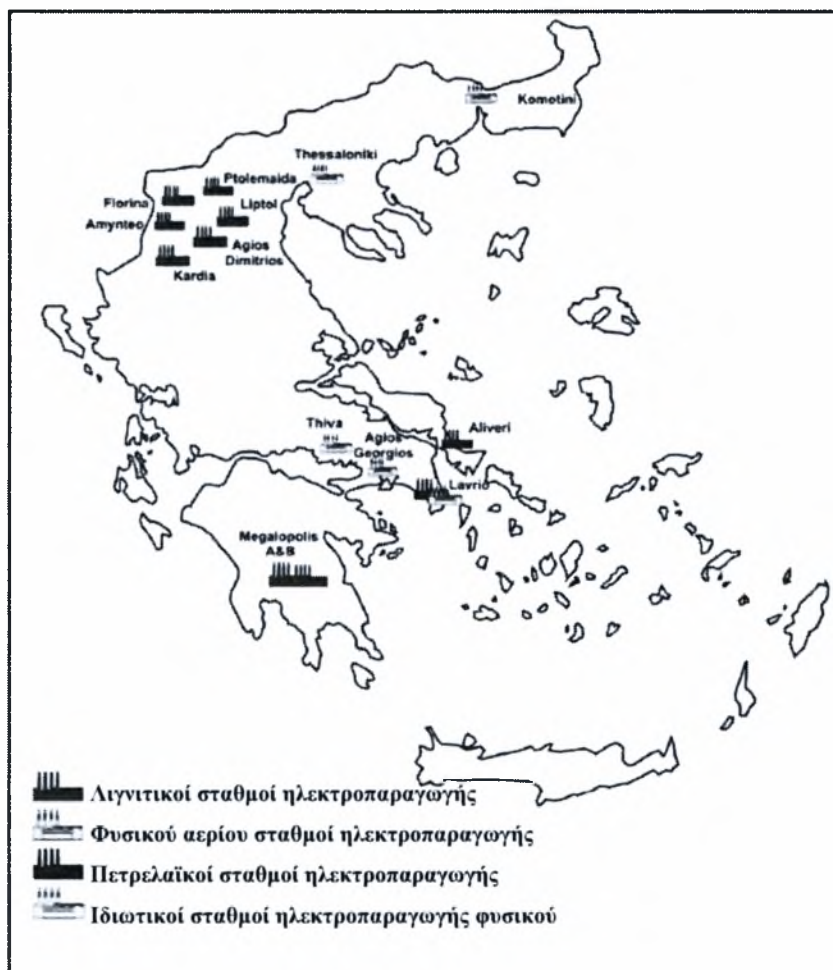 Komotini
Thessaloniki
Ptolemaida
Florina
Liptol
Amynteo
Agios
Dimitrios
Kardia
Thiva
Agios
Georgios
Aliveri
Lavrio
Megalopolis
A&B
Λιγνιτικοί σταθμοί ηλεκτροπαραγωγής
Φυσικού αερίου σταθμοί ηλεκτροπαραγωγής
Πετρελαϊκοί σταθμοί ηλεκτροπαραγωγής
Ιδιωτικοί σταθμοί ηλεκτροπαραγωγής φυσικού